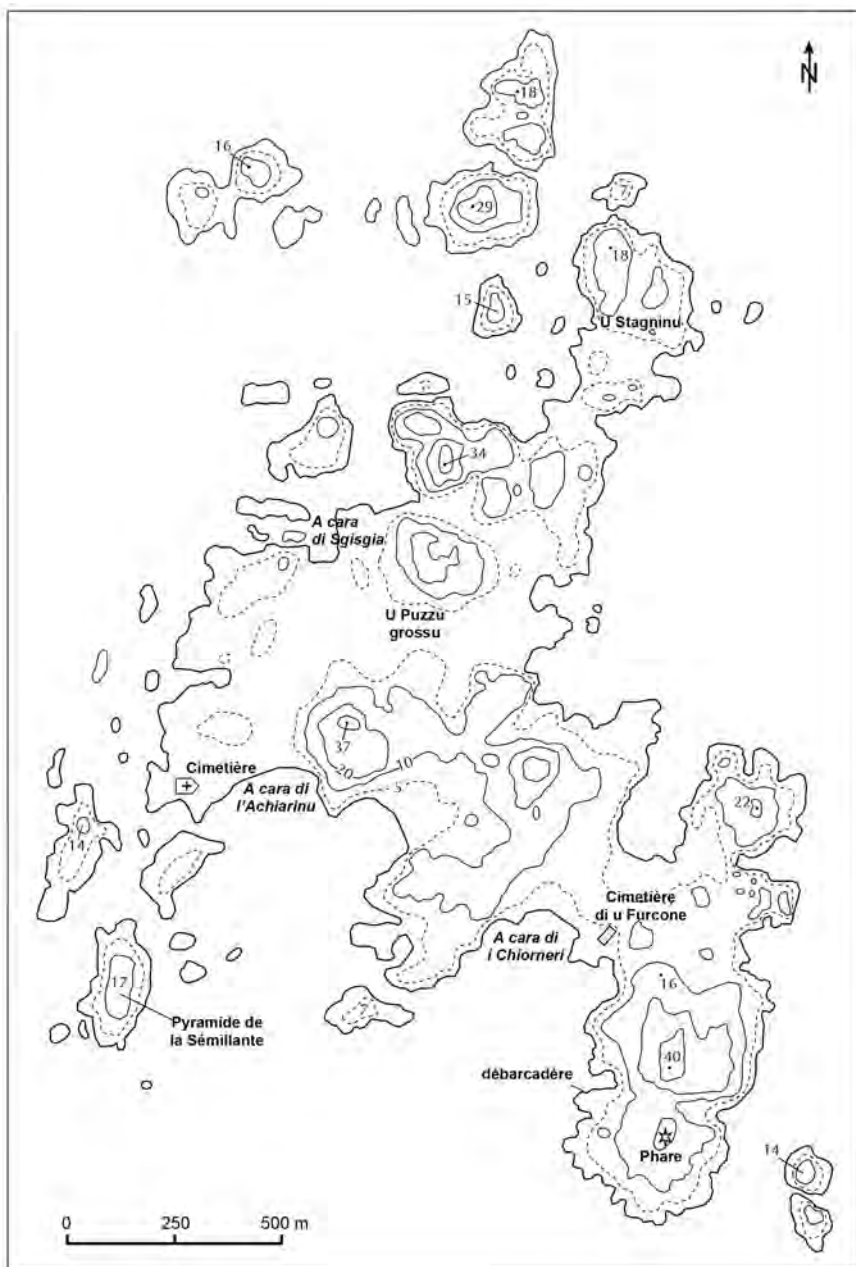 N
18
16
29
7
18
15
U Stagninu
34
0
A cara
di Sgisgia
U Puzzu
grossu
37
20
10
5
Cimetière
A cara di
l'Achiarinu
0
22
14
Cimetière
di u Furcone
A cara di
i Chiorneri
16
17
7
Pyramide de
la Sémillante
40
débarcadère
Phare
14
0 250 500 m